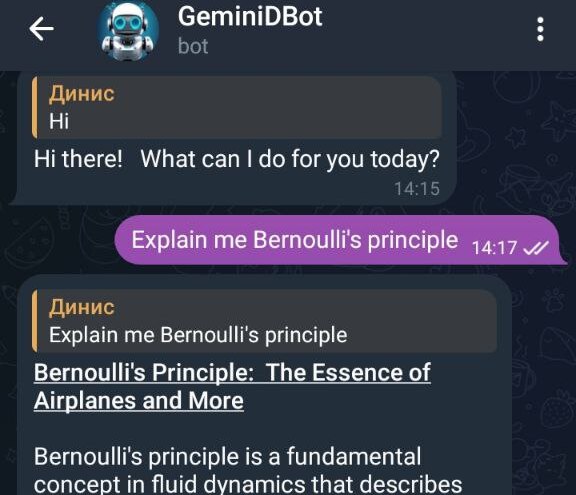 GeminiDBot
bot
Динис
Hi
Hi there!   What can I do for you today?
14:15
Explain me Bernoulli's principle 14:17
Динис
Explain me Bernoulli's principle
Bernoulli's Principle:  The Essence of
Airplanes and More
Bernoulli's principle is a fundamental
concept in fluid dynamics that describes